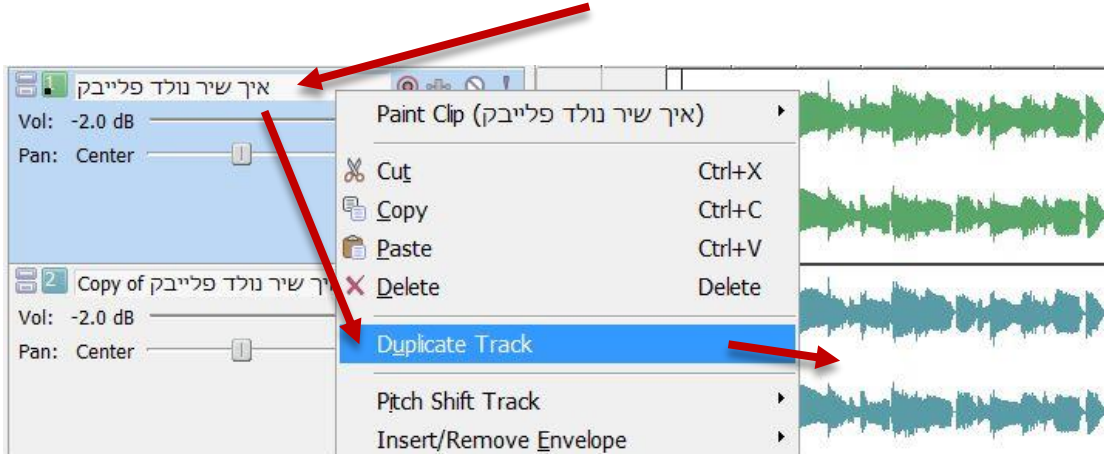 1 איך שיר נולד פלייבק
Vol: -2.0 dB
Pan: Center
2 Copy of איך שיר נולד פלייבק
Vol: -2.0 dB
Pan: Center
Paint Clip (איך שיר נולד פלייבק)
Cut Ctrl+X
Copy Ctrl+C
Paste Ctrl+V
Delete Delete
Duplicate Track
Pitch Shift Track
Insert/Remove Envelope